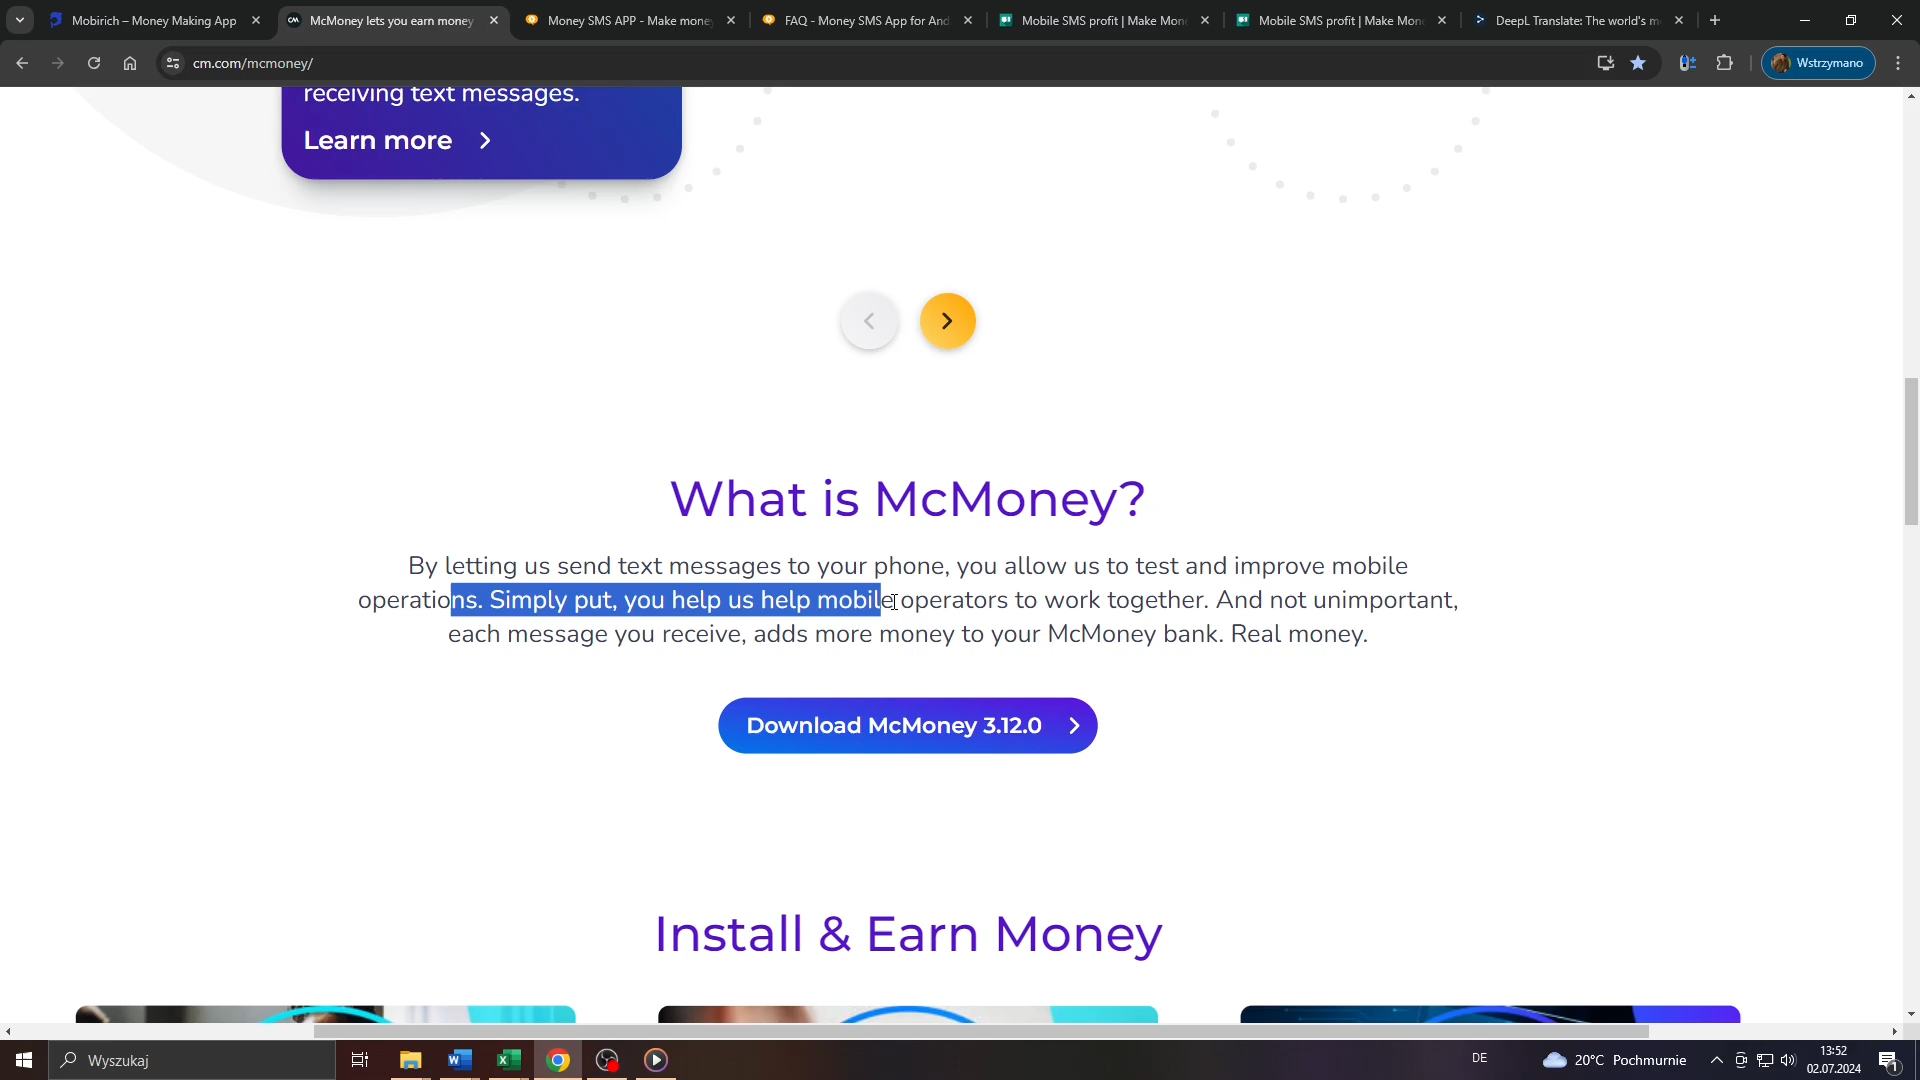 Mobirich – Money Making App
McMoney lets you earn money
Money SMS APP - Make money
FAQ - Money SMS App for And
Mobile SMS profit | Make Mon
Mobile SMS profit | Make Mon
DeepL Translate: The world's m
cm.com/mcmoney/
Wstrzymano
receiving text messages.
Learn more
What is McMoney?
By letting us send text messages to your phone, you allow us to test and improve mobile
operations. Simply put, you help us help mobile operators to work together. And not unimportant,
each message you receive, adds more money to your McMoney bank. Real money.
Download McMoney 3.12.0
Install & Earn Money
Wyszukaj
DE
20°C Pochmurnie
13:52
02.07.2024
1